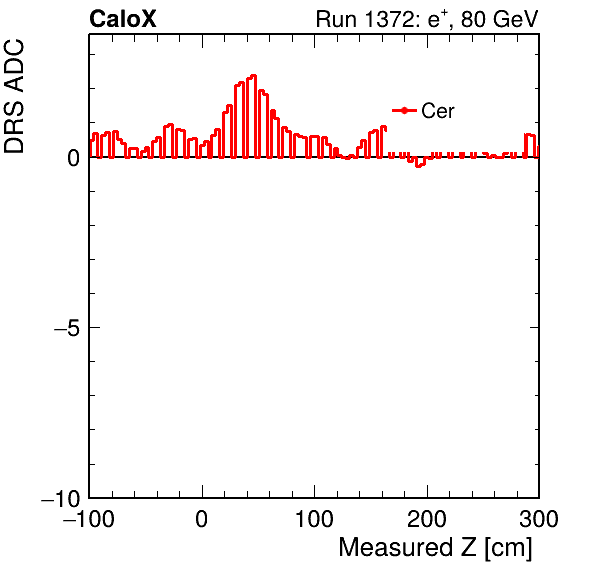 CaloX Run 1372: e⁺, 80 GeV
DRS ADC
Cer
0
−5
−10
−100 0 100 200 300
Measured Z [cm]